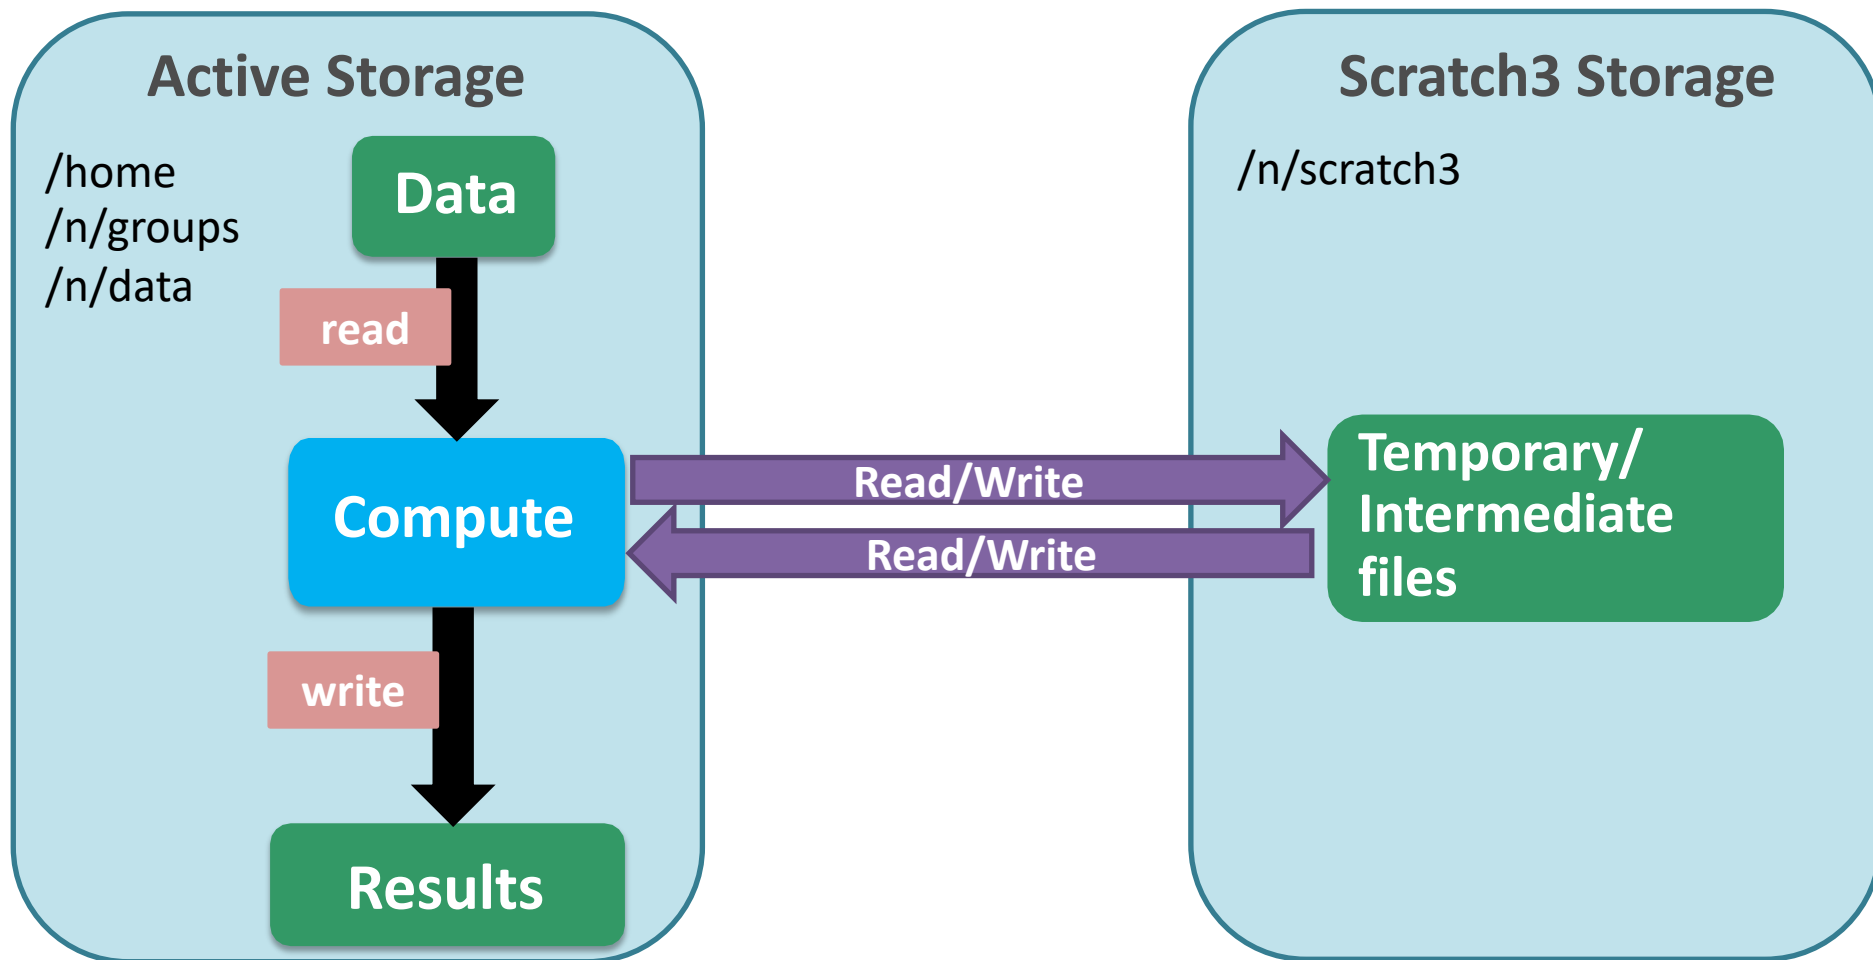 Active Storage
/home
/n/groups
/n/data
Data
read
Compute
write
Results
Read/Write
Read/Write
Scratch3 Storage
/n/scratch3
Temporary/
Intermediate
files